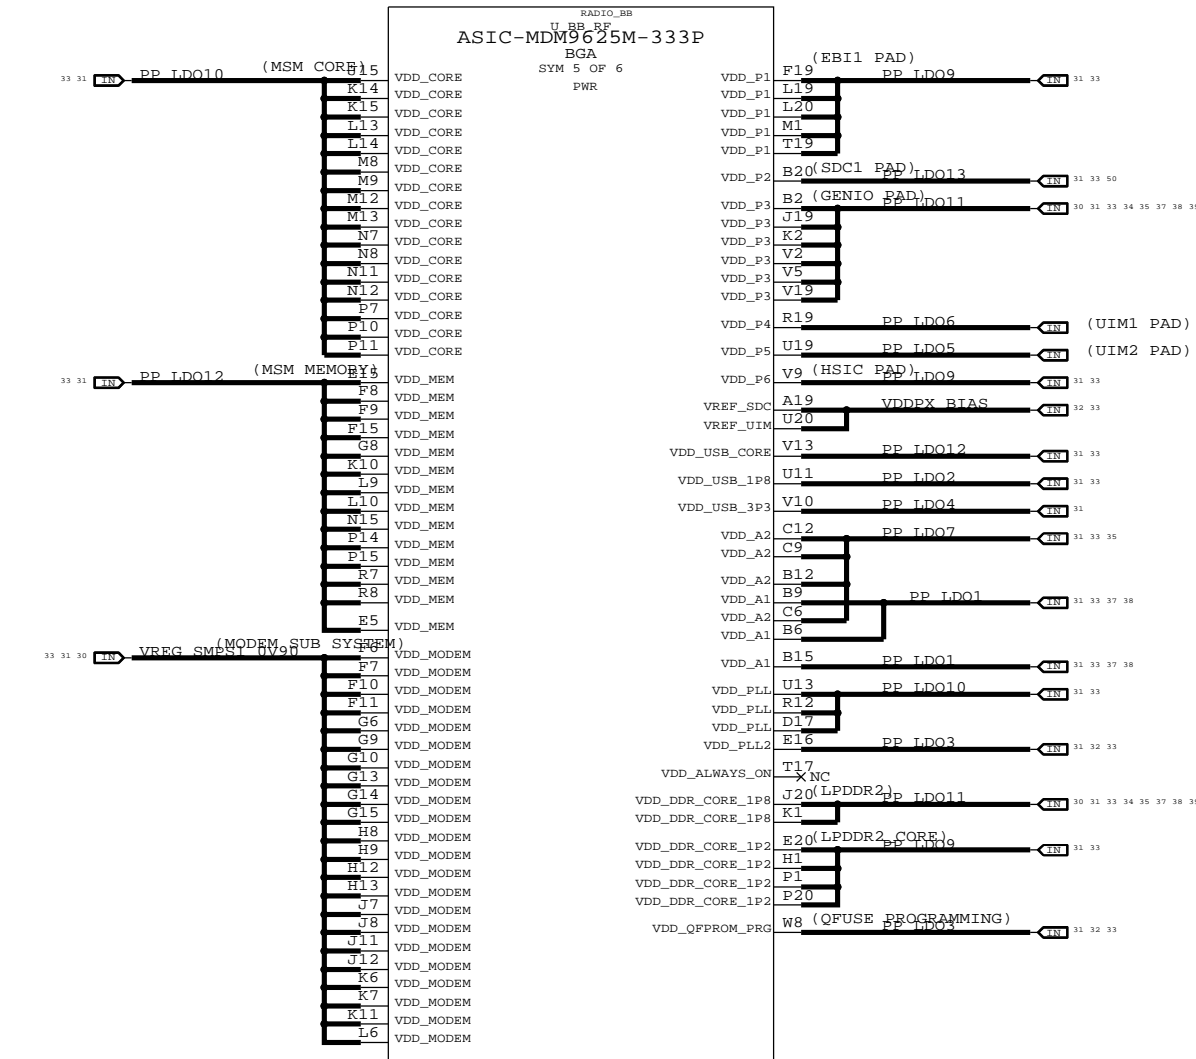 RADIO_BB
U_BB_RF
ASIC-MDM9625M-333P
BGA
SYM 5 OF 6
PWR
33 31 IN PP_LDO10 (MSM CORE) J15 VDD_CORE
K14 VDD_CORE
K15 VDD_CORE
L13 VDD_CORE
L14 VDD_CORE
M8 VDD_CORE
M9 VDD_CORE
M12 VDD_CORE
M13 VDD_CORE
N7 VDD_CORE
N8 VDD_CORE
N11 VDD_CORE
N12 VDD_CORE
P7 VDD_CORE
P10 VDD_CORE
P11 VDD_CORE
33 31 IN PP_LDO12 (MSM MEMORY) E15 VDD_MEM
F8 VDD_MEM
F9 VDD_MEM
F15 VDD_MEM
G8 VDD_MEM
K10 VDD_MEM
L9 VDD_MEM
L10 VDD_MEM
N15 VDD_MEM
P14 VDD_MEM
P15 VDD_MEM
R7 VDD_MEM
R8 VDD_MEM
E5 VDD_MEM
33 31 30 IN VREG_SMPS1_0V90 (MODEM SUB SYSTEM) F6 VDD_MODEM
F7 VDD_MODEM
F10 VDD_MODEM
F11 VDD_MODEM
G6 VDD_MODEM
G9 VDD_MODEM
G10 VDD_MODEM
G13 VDD_MODEM
G14 VDD_MODEM
G15 VDD_MODEM
H8 VDD_MODEM
H9 VDD_MODEM
H12 VDD_MODEM
H13 VDD_MODEM
J7 VDD_MODEM
J8 VDD_MODEM
J11 VDD_MODEM
J12 VDD_MODEM
K6 VDD_MODEM
K7 VDD_MODEM
K11 VDD_MODEM
L6 VDD_MODEM
VDD_P1 F19 (EBI1 PAD) PP_LDO9 IN 31 33
VDD_P1 L19
VDD_P1 L20
VDD_P1 M1
VDD_P1 T19
VDD_P2 B20 (SDC1 PAD) PP_LDO13 IN 31 33 50
VDD_P3 B2 (GENIO PAD) PP_LDO11 IN 30 31 33 34 35 37 38 39
VDD_P3 J19
VDD_P3 K2
VDD_P3 V2
VDD_P3 V5
VDD_P3 V19
VDD_P4 R19 PP_LDO6 IN (UIM1 PAD)
VDD_P5 U19 PP_LDO5 IN (UIM2 PAD)
VDD_P6 V9 (HSIC PAD) PP_LDO9 IN 31 33
VREF_SDC A19 VDDPX_BIAS IN 32 33
VREF_UIM U20
VDD_USB_CORE V13 PP_LDO12 IN 31 33
VDD_USB_1P8 U11 PP_LDO2 IN 31 33
VDD_USB_3P3 V10 PP_LDO4 IN 31
VDD_A2 C12 PP_LDO7 IN 31 33 35
VDD_A2 C9
VDD_A2 B12
VDD_A1 B9 PP_LDO1 IN 31 33 37 38
VDD_A2 C6
VDD_A1 B6
VDD_A1 B15 PP_LDO1 IN 31 33 37 38
VDD_PLL U13 PP_LDO10 IN 31 33
VDD_PLL R12
VDD_PLL D17
VDD_PLL2 E16 PP_LDO3 IN 31 32 33
VDD_ALWAYS_ON T17 NC
VDD_DDR_CORE_1P8 J20 (LPDDR2) PP_LDO11 IN 30 31 33 34 35 37 38 39
VDD_DDR_CORE_1P8 K1
VDD_DDR_CORE_1P2 E20 (LPDDR2 CORE) PP_LDO9 IN 31 33
VDD_DDR_CORE_1P2 H1
VDD_DDR_CORE_1P2 P1
VDD_DDR_CORE_1P2 P20
VDD_QFPROM_PRG W8 (QFUSE PROGRAMMING) PP_LDO3 IN 31 32 33